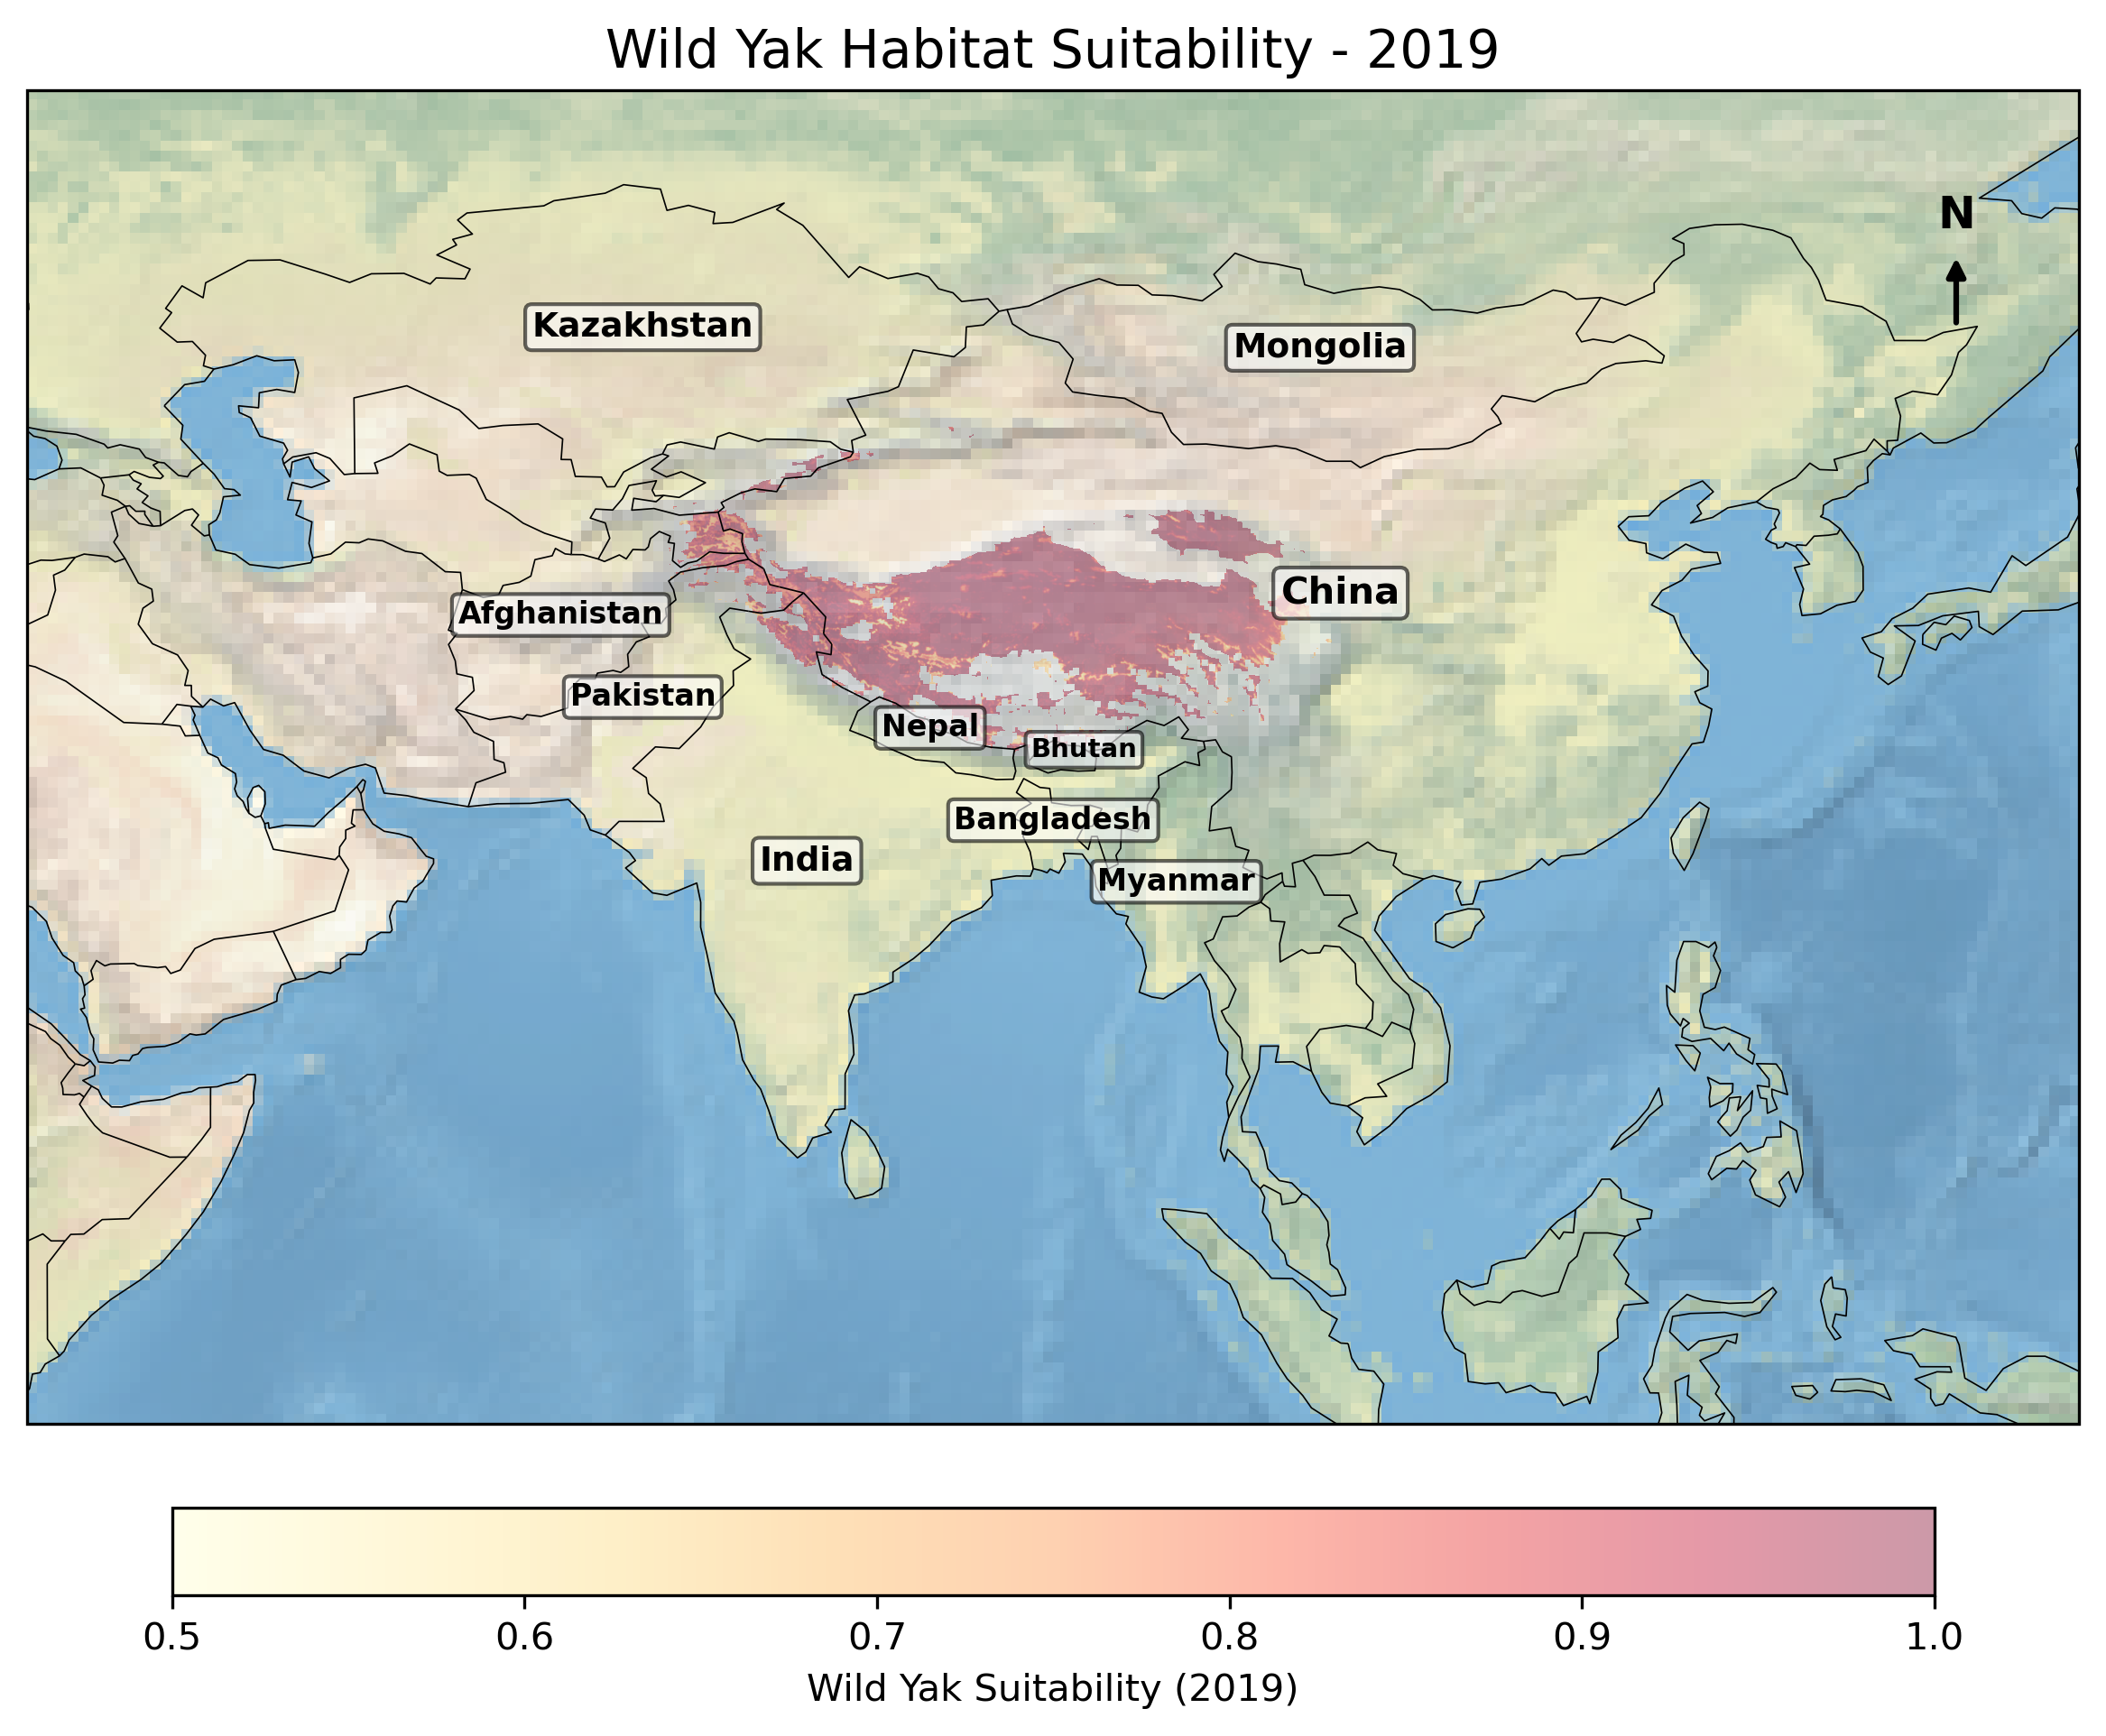 Wild Yak Habitat Suitability - 2019
N
Kazakhstan
Mongolia
China
Afghanistan
Pakistan
Nepal
Bhutan
Bangladesh
India
Myanmar
0.5 0.6 0.7 0.8 0.9 1.0
Wild Yak Suitability (2019)